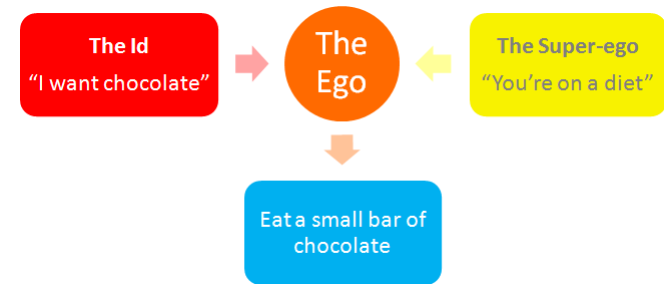 The Id
“I want chocolate”
The
Ego
The Super-ego
“You’re on a diet”
Eat a small bar of
chocolate